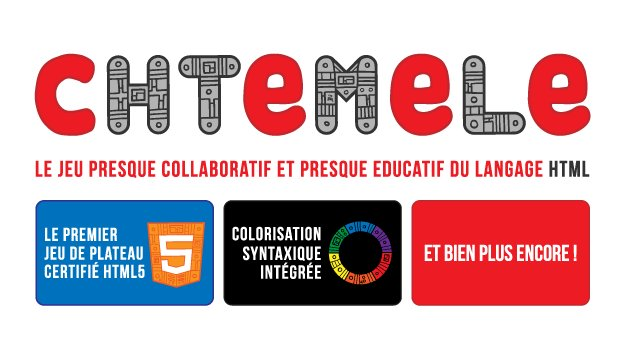 CHTEMELE
LE JEU PRESQUE COLLABORATIF ET PRESQUE EDUCATIF DU LANGAGE HTML
LE PREMIER
JEU DE PLATEAU
CERTIFIÉ HTML5
5
COLORISATION
SYNTAXIQUE
INTÉGRÉE
ET BIEN PLUS ENCORE !